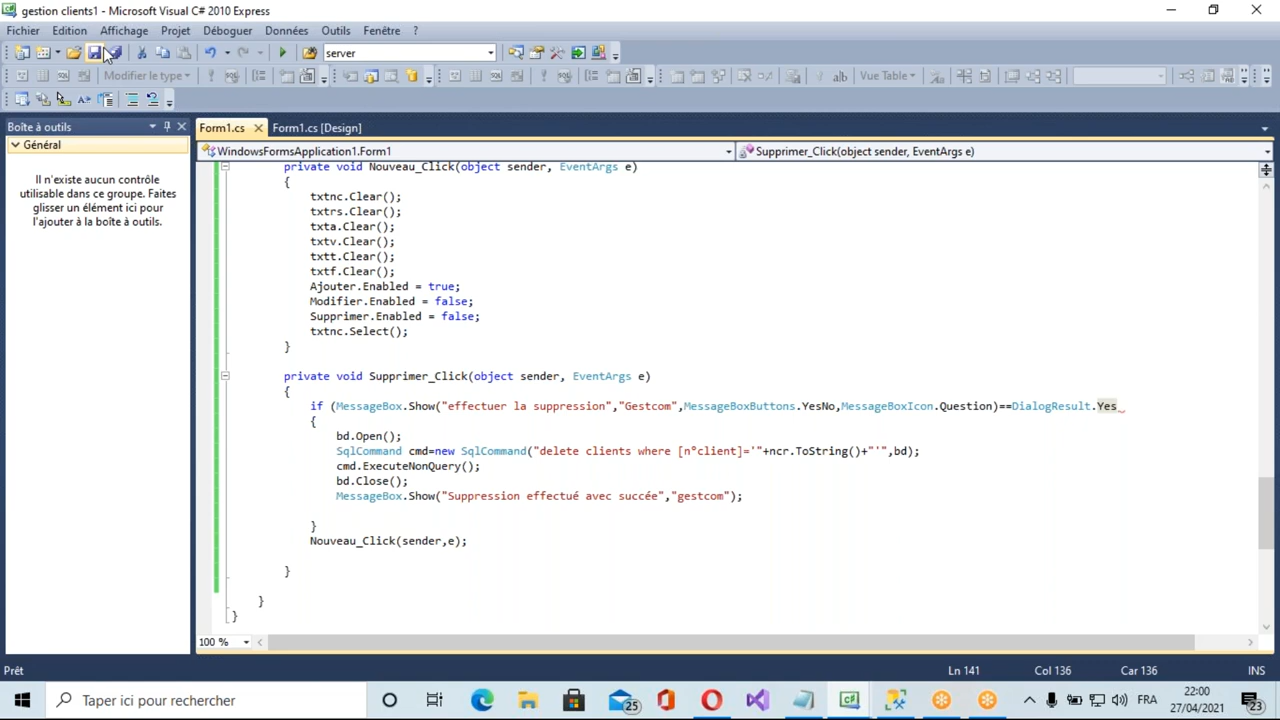 gestion clients1 - Microsoft Visual C# 2010 Express
Fichier Edition Affichage Projet Déboguer Données Outils Fenêtre ?
server
Modifier le type Vue Table
Boîte à outils
Form1.cs Form1.cs [Design]
Général
WindowsFormsApplication1.Form1 Supprimer_Click(object sender, EventArgs e)
Il n'existe aucun contrôle
utilisable dans ce groupe. Faites
glisser un élément ici pour
l'ajouter à la boîte à outils.
private void Nouveau_Click(object sender, EventArgs e)
{
txtnc.Clear();
txtrs.Clear();
txta.Clear();
txtv.Clear();
txtt.Clear();
txtf.Clear();
Ajouter.Enabled = true;
Modifier.Enabled = false;
Supprimer.Enabled = false;
txtnc.Select();
}
private void Supprimer_Click(object sender, EventArgs e)
{
if (MessageBox.Show("effectuer la suppression","Gestcom",MessageBoxButtons.YesNo,MessageBoxIcon.Question)==DialogResult.Yes
{
bd.Open();
SqlCommand cmd=new SqlCommand("delete clients where [n°client]='"+ncr.ToString()+"'",bd);
cmd.ExecuteNonQuery();
bd.Close();
MessageBox.Show("Suppression effectué avec succée","gestcom");
}
Nouveau_Click(sender,e);
}
}
}
100 %
Prêt Ln 141 Col 136 Car 136 INS
Taper ici pour rechercher
25
FRA
22:00
27/04/2021
23